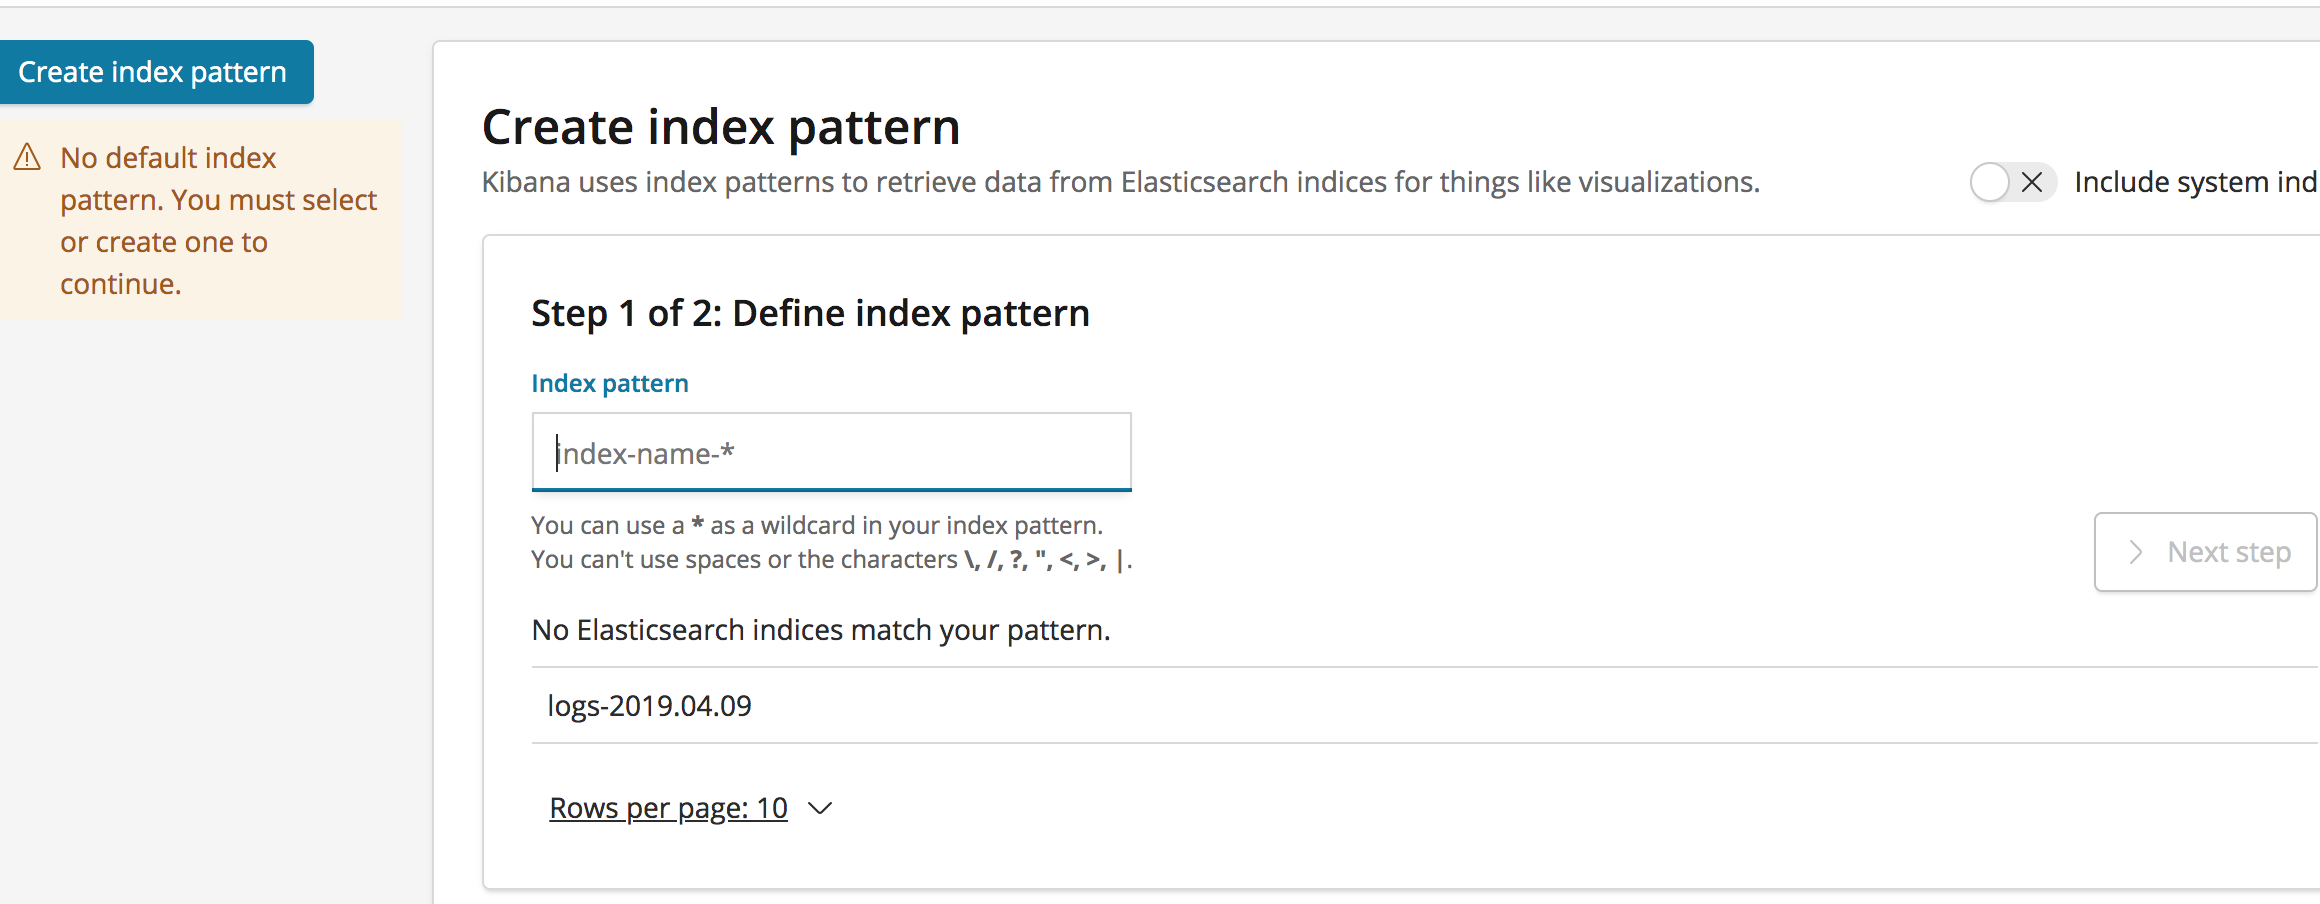 Create index pattern
No default index
pattern. You must select
or create one to
continue.
Create index pattern
Kibana uses index patterns to retrieve data from Elasticsearch indices for things like visualizations.
Include system ind
Step 1 of 2: Define index pattern
Index pattern
index-name-*
You can use a * as a wildcard in your index pattern.
You can't use spaces or the characters \, /, ?, ", <, >, |.
Next step
No Elasticsearch indices match your pattern.
logs-2019.04.09
Rows per page: 10